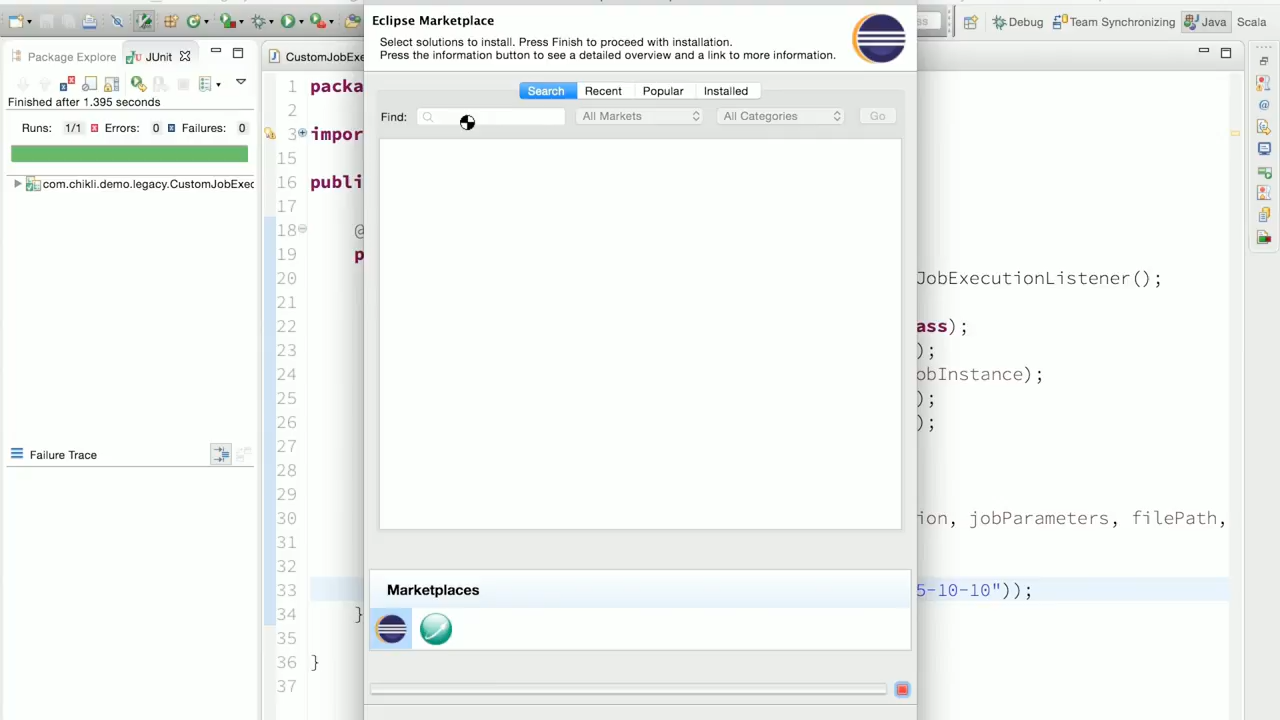 Eclipse Marketplace
Select solutions to install. Press Finish to proceed with installation.
Press the information button to see a detailed overview and a link to more information.
Search Recent Popular Installed
Find: All Markets All Categories Go
Marketplaces
Debug Team Synchronizing Java Scala
Package Explorer JUnit
Finished after 1.395 seconds
Runs: 1/1 Errors: 0 Failures: 0
com.chikli.demo.legacy.CustomJobExec
Failure Trace
CustomJobExe
1 packa
2
3 impor
15
16 publi
17
18 @
19 p
20 JobExecutionListener();
21
22 ass);
23 );
24 obInstance);
25 );
26 );
27
28
29
30 ion, jobParameters, filePath,
31
32
33 5-10-10"));
34 }
35
36 }
37